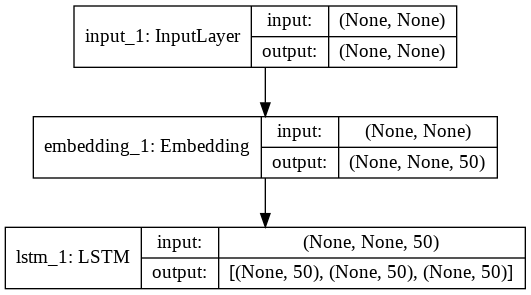 input_1: InputLayer
input: (None, None)
output: (None, None)
embedding_1: Embedding
input: (None, None)
output: (None, None, 50)
lstm_1: LSTM
input: (None, None, 50)
output: [(None, 50), (None, 50), (None, 50)]